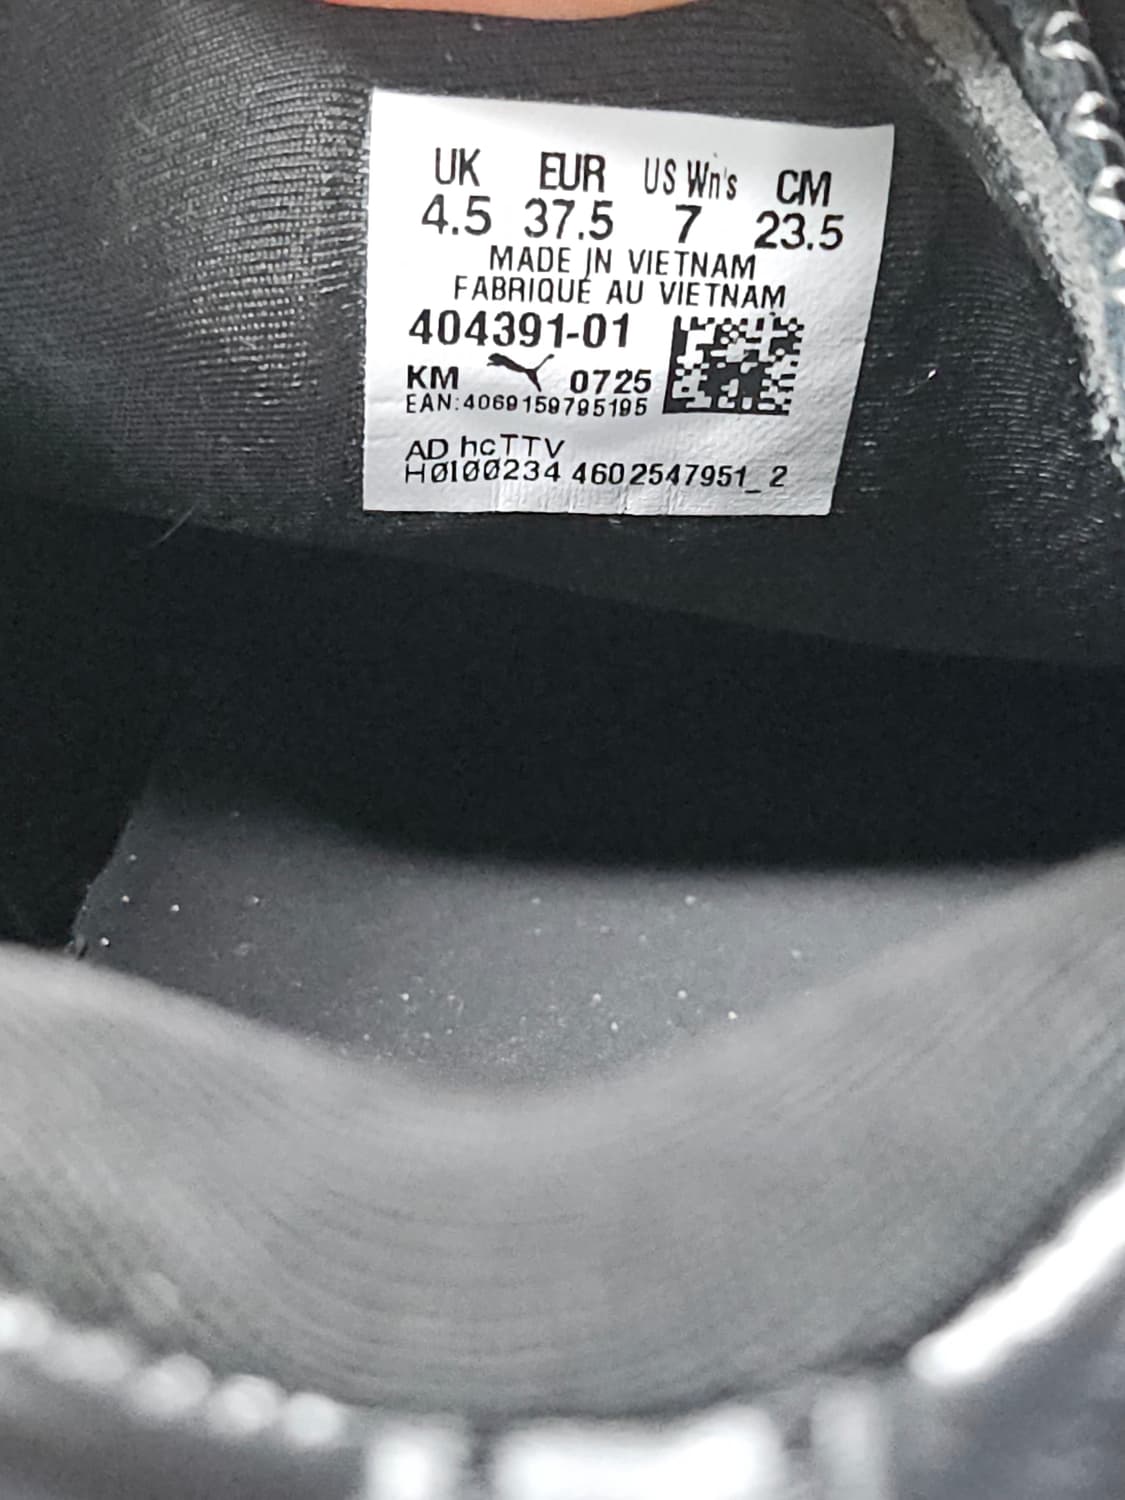 UK EUR US Wn's CM
4.5 37.5 7 23.5
MADE IN VIETNAM
FABRIQUÉ AU VIETNAM
404391-01
KM 0725
EAN:4069159795195
AD hcTTV
H0100234 4602547951_2